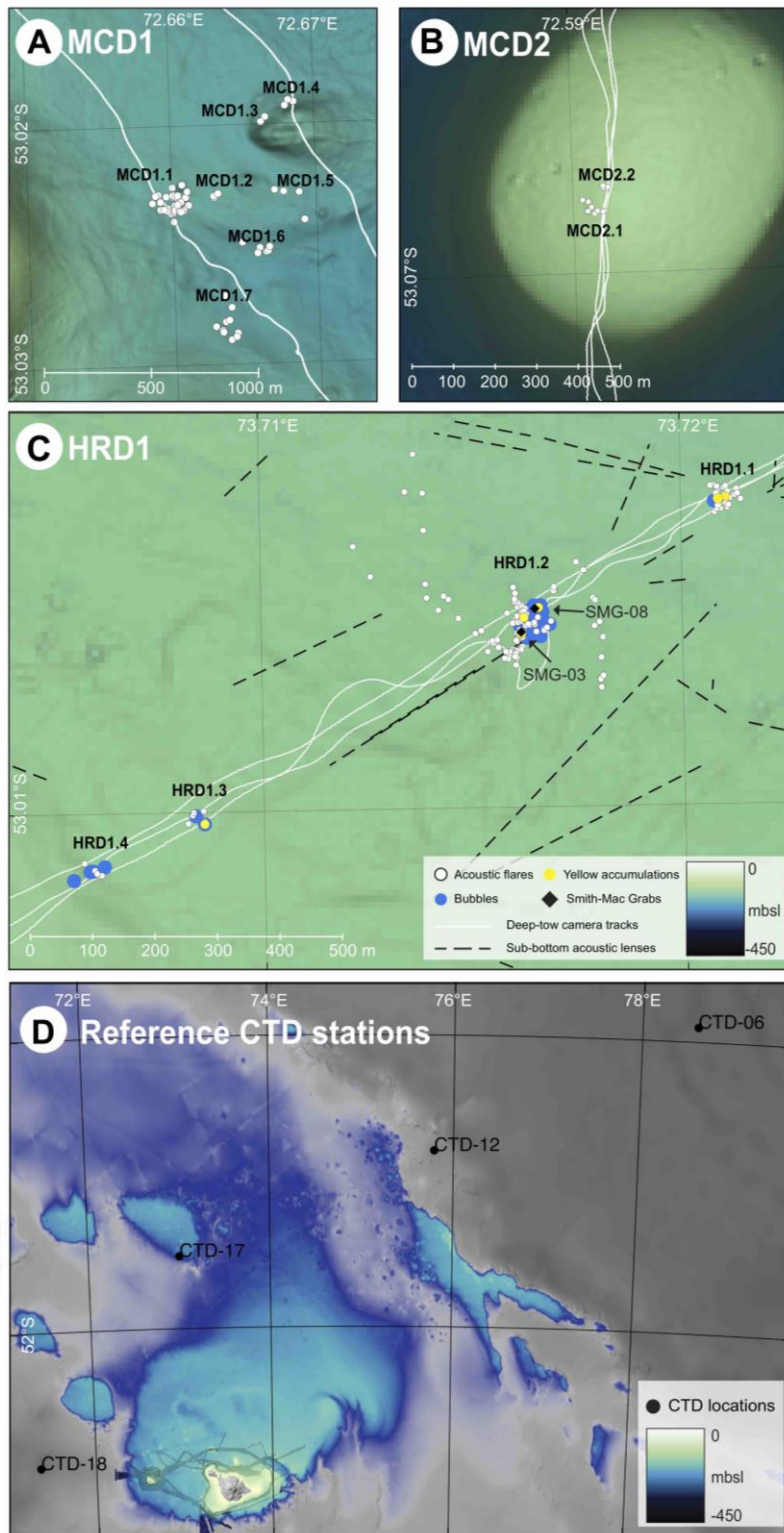 A MCD1
72.66°E
72.67°E
53.02°S
53.03°S
MCD1.4
MCD1.3
MCD1.1
MCD1.2
MCD1.5
MCD1.6
MCD1.7
0 500 1000 m
B MCD2
72.59°E
MCD2.2
MCD2.1
53.07°S
0 100 200 300 400 500 m
C HRD1
73.71°E
73.72°E
HRD1.1
HRD1.2
SMG-08
SMG-03
53.01°S
HRD1.3
HRD1.4
0 100 200 300 400 500 m
Acoustic flares
Yellow accumulations
Bubbles
Smith-Mac Grabs
Deep-tow camera tracks
Sub-bottom acoustic lenses
0
mbsl
-450
D Reference CTD stations
72°E
74°E
76°E
78°E
CTD-06
CTD-12
CTD-17
52°S
CTD-18
CTD locations
0
mbsl
-450